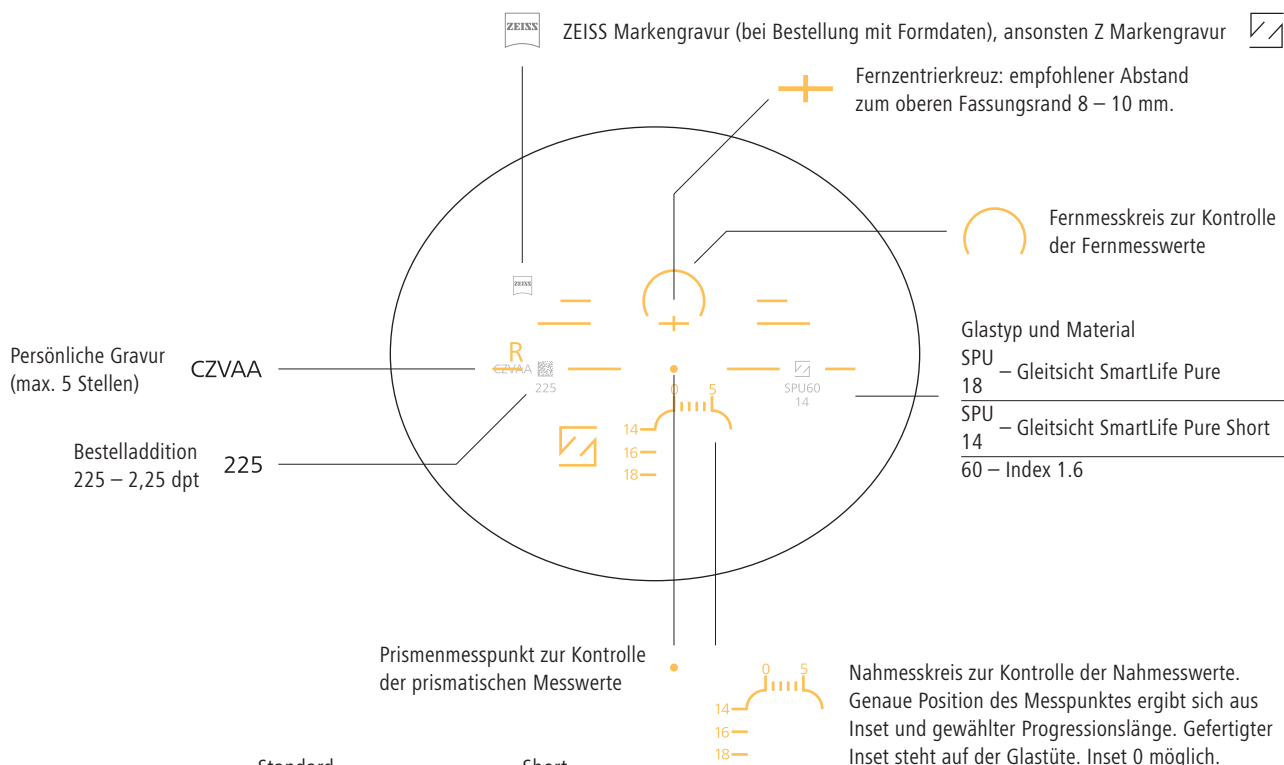 ZEISS
ZEISS Markengravur (bei Bestellung mit Formdaten), ansonsten Z Markengravur
Fernzentrierkreuz: empfohlener Abstand
zum oberen Fassungsrand 8 – 10 mm.
Fernmesskreis zur Kontrolle
der Fernmesswerte
ZEISS
Persönliche Gravur
(max. 5 Stellen)
CZVAA
R
CZVAA
225
SPU60
14
0 5
14
16
18
Glastyp und Material
SPU
18 – Gleitsicht SmartLife Pure
SPU
14 – Gleitsicht SmartLife Pure Short
60 – Index 1.6
Bestelladdition
225 – 2,25 dpt
225
Prismenmesspunkt zur Kontrolle
der prismatischen Messwerte
0 5
14
16
18
Nahmesskreis zur Kontrolle der Nahmesswerte.
Genaue Position des Messpunktes ergibt sich aus
Inset und gewählter Progressionslänge. Gefertigter
Inset steht auf der Glastüte. Inset 0 möglich.
Standard
Short